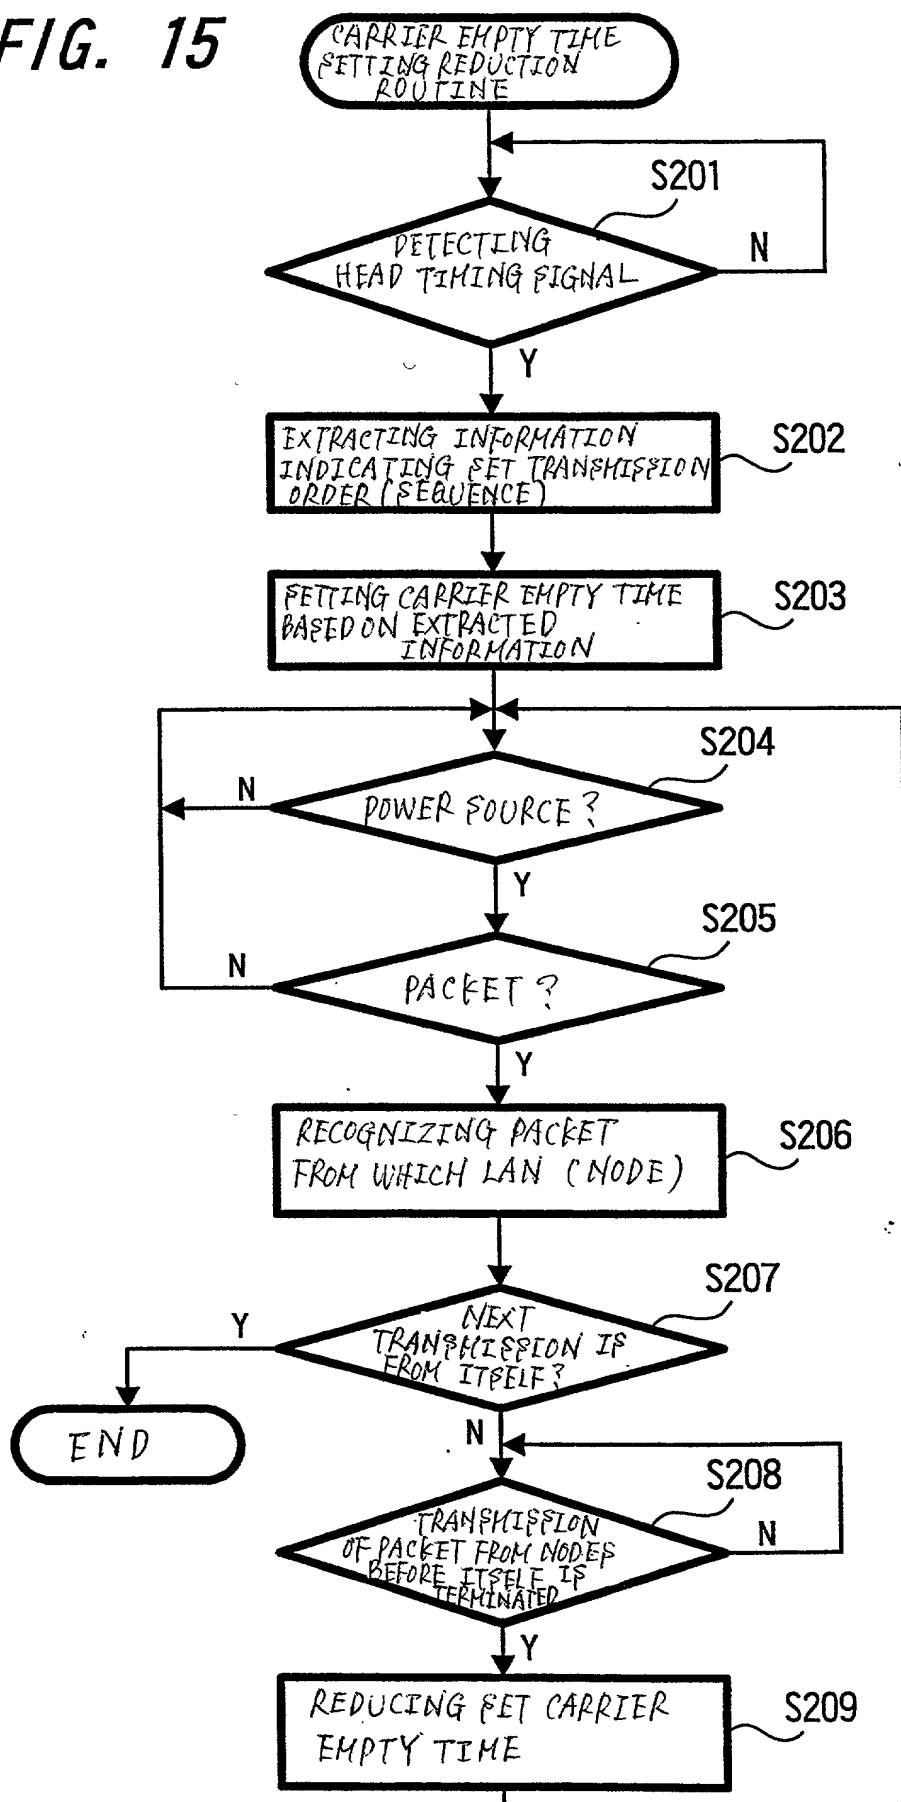 FIG. 15
CARRIER EMPTY TIME
SETTING REDUCTION
ROUTINE
S201
DETECTING
HEAD TIMING SIGNAL
N
Y
EXTRACTING INFORMATION
INDICATING SET TRANSMISSION
ORDER (SEQUENCE)
S202
SETTING CARRIER EMPTY TIME
BASED ON EXTRACTED
INFORMATION
S203
S204
N
POWER SOURCE?
Y
S205
N
PACKET?
Y
RECOGNIZING PACKET
FROM WHICH LAN (NODE)
S206
S207
Y
NEXT
TRANSMISSION IS
FROM ITSELF?
END
N
S208
TRANSMISSION
OF PACKET FROM NODES
BEFORE ITSELF IS
TERMINATED
N
Y
REDUCING SET CARRIER
EMPTY TIME
S209